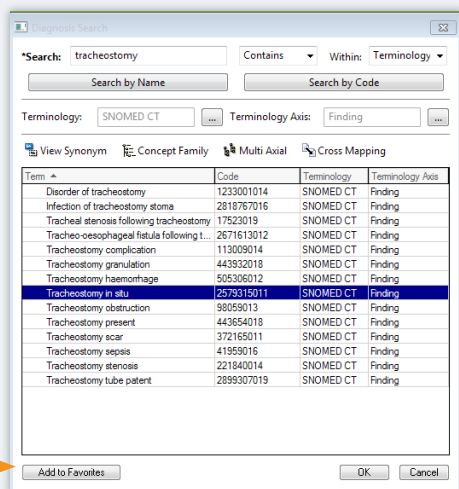 Diagnosis Search
*Search: tracheostomy Contains Within: Terminology
Search by Name Search by Code
Terminology: SNOMED CT ... Terminology Axis: Finding ...
View Synonym Concept Family Multi Axial Cross Mapping
Term Code Terminology Terminology Axis
Disorder of tracheostomy 1233001014 SNOMED CT Finding
Infection of tracheostomy stoma 2818767016 SNOMED CT Finding
Tracheal stenosis following tracheostomy 17523019 SNOMED CT Finding
Tracheo-oesophageal fistula following t... 2671613012 SNOMED CT Finding
Tracheostomy complication 113009014 SNOMED CT Finding
Tracheostomy granulation 443932018 SNOMED CT Finding
Tracheostomy haemorrhage 505306012 SNOMED CT Finding
Tracheostomy in situ 2579315011 SNOMED CT Finding
Tracheostomy obstruction 98059013 SNOMED CT Finding
Tracheostomy present 443654018 SNOMED CT Finding
Tracheostomy scar 372165011 SNOMED CT Finding
Tracheostomy sepsis 41959016 SNOMED CT Finding
Tracheostomy stenosis 221840014 SNOMED CT Finding
Tracheostomy tube patent 2899307019 SNOMED CT Finding
Add to Favorites OK Cancel